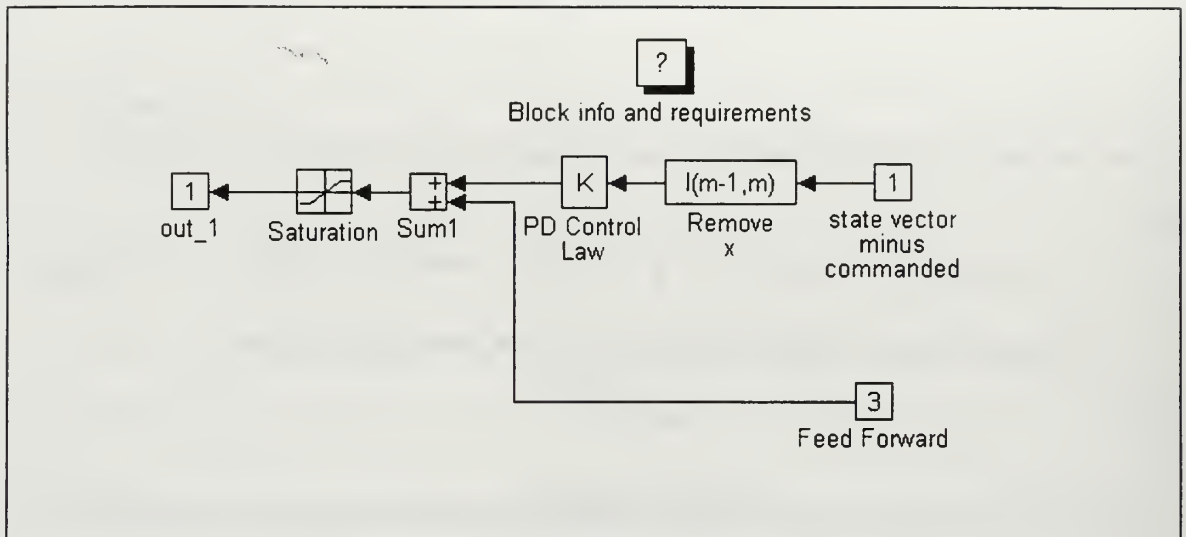 ?
Block info and requirements
1
out_1
Saturation
+
+
Sum1
K
PD Control
Law
I(m-1,m)
Remove
x
1
state vector
minus
commanded
3
Feed Forward